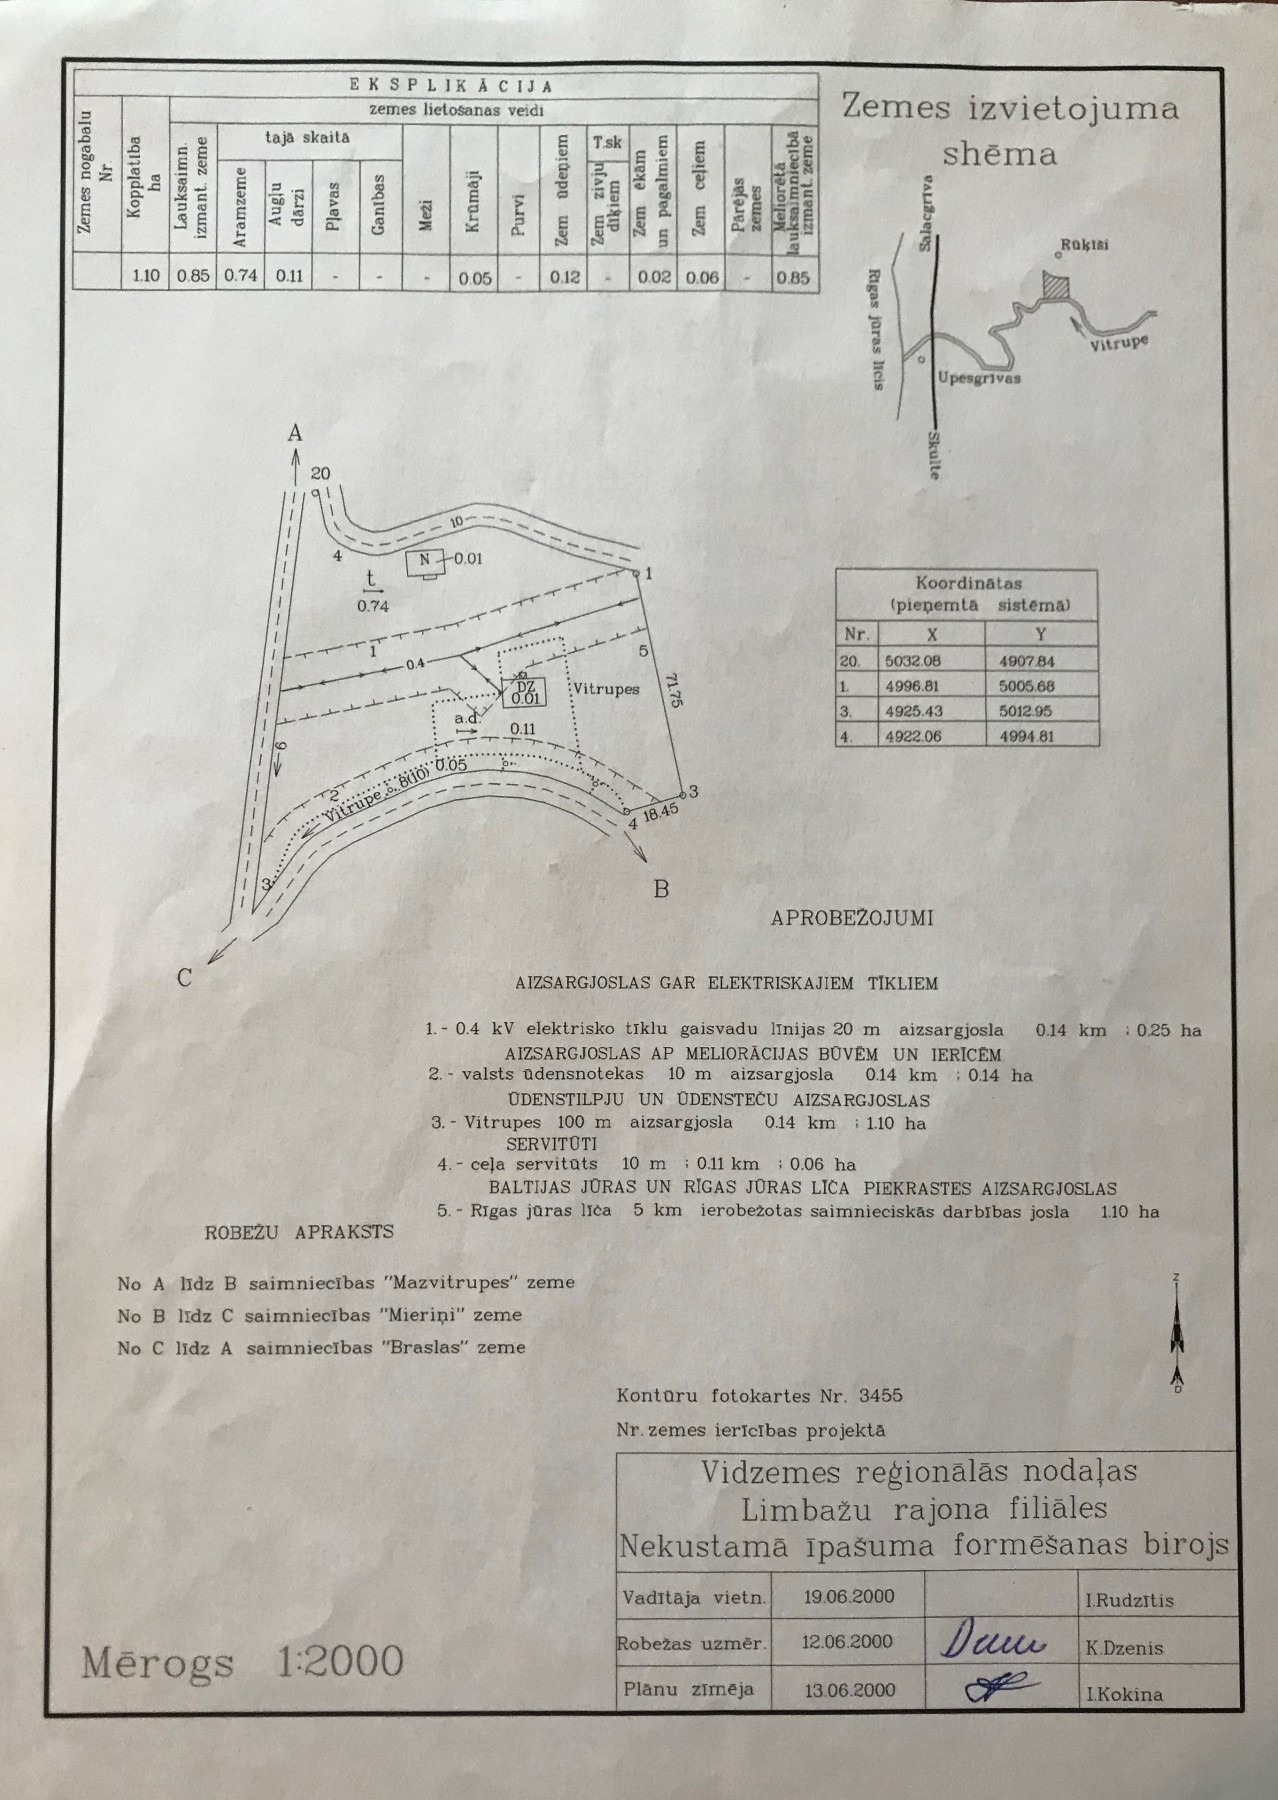 EKSPLIKĀCIJA
zemes lietošanas veidi
Zemes nogabalu Nr
Kopplatība ha
Lauksaimn. izmant. zeme
tajā skaitā
Aramzeme
Augļu dārzi
Pļavas
Ganības
Meži
Krūmāji
Purvi
Zem ūdeņiem
T.sk
Zem zivju dīķiem
Zem ēkām un pagalmiem
Zem ceļiem
Pārējās zemes
Meliorētā lauksaimniecībā izmant. zeme
1.10 0.85 0.74 0.11 - - - 0.05 - 0.12 - 0.02 0.06 - 0.85
Zemes izvietojuma
shēma
Salacgrīva
Rūķīši
Rīgas jūras līcis
Vitrupe
Upesgrīvas
Skulte
A
20
10
4
N 0.01
1
t
0.74
1
0.4
5
DZ
0.01
Vitrupes
71.75
a.d.
0.11
6
2
Vitrupe 8(10) 0.05
3
18.45
4
3
B
C
Koordinātas
(pieņemtā sistēmā)
Nr. X Y
20. 5032.08 4907.84
1. 4996.81 5005.68
3. 4925.43 5012.95
4. 4922.06 4994.81
APROBEŽOJUMI
AIZSARGJOSLAS GAR ELEKTRISKAJIEM TĪKLIEM
1.- 0.4 kV elektrisko tīklu gaisvadu līnijas 20 m aizsargjosla 0.14 km ; 0.25 ha
AIZSARGJOSLAS AP MELIORĀCIJAS BŪVĒM UN IERĪCĒM
2.- valsts ūdensnotekas 10 m aizsargjosla 0.14 km ; 0.14 ha
ŪDENSTILPJU UN ŪDENSTEČU AIZSARGJOSLAS
3.- Vitrupes 100 m aizsargjosla 0.14 km ; 1.10 ha
SERVITŪTI
4.- ceļa servitūts 10 m ; 0.11 km ; 0.06 ha
BALTIJAS JŪRAS UN RĪGAS JŪRAS LĪČA PIEKRASTES AIZSARGJOSLAS
5.- Rīgas jūras līča 5 km ierobežotas saimnieciskās darbības josla 1.10 ha
ROBEŽU APRAKSTS
No A līdz B saimniecības "Mazvitrupes" zeme
No B līdz C saimniecības "Mieriņi" zeme
No C līdz A saimniecības "Braslas" zeme
Z
D
Kontūru fotokartes Nr. 3455
Nr. zemes ierīcības projektā
Vidzemes reģionālās nodaļas
Limbažu rajona filiāles
Nekustamā īpašuma formēšanas birojs
Vadītāja vietn. 19.06.2000 I.Rudzītis
Robežas uzmēr. 12.06.2000 K.Dzenis
Plānu zīmēja 13.06.2000 I.Kokina
Mērogs 1:2000